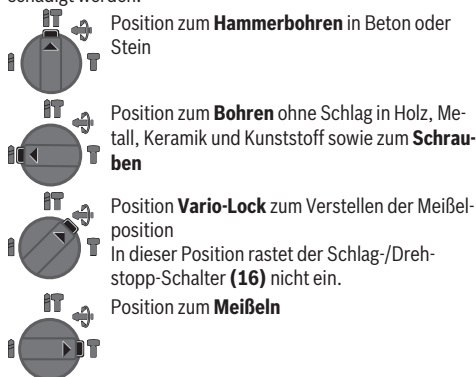 schädigt werden.
Position zum Hammerbohren in Beton oder
Stein
Position zum Bohren ohne Schlag in Holz, Me-
tall, Keramik und Kunststoff sowie zum Schrau-
ben
Position Vario-Lock zum Verstellen der Meißel-
position
In dieser Position rastet der Schlag-/Dreh-
stopp-Schalter (16) nicht ein.
Position zum Meißeln